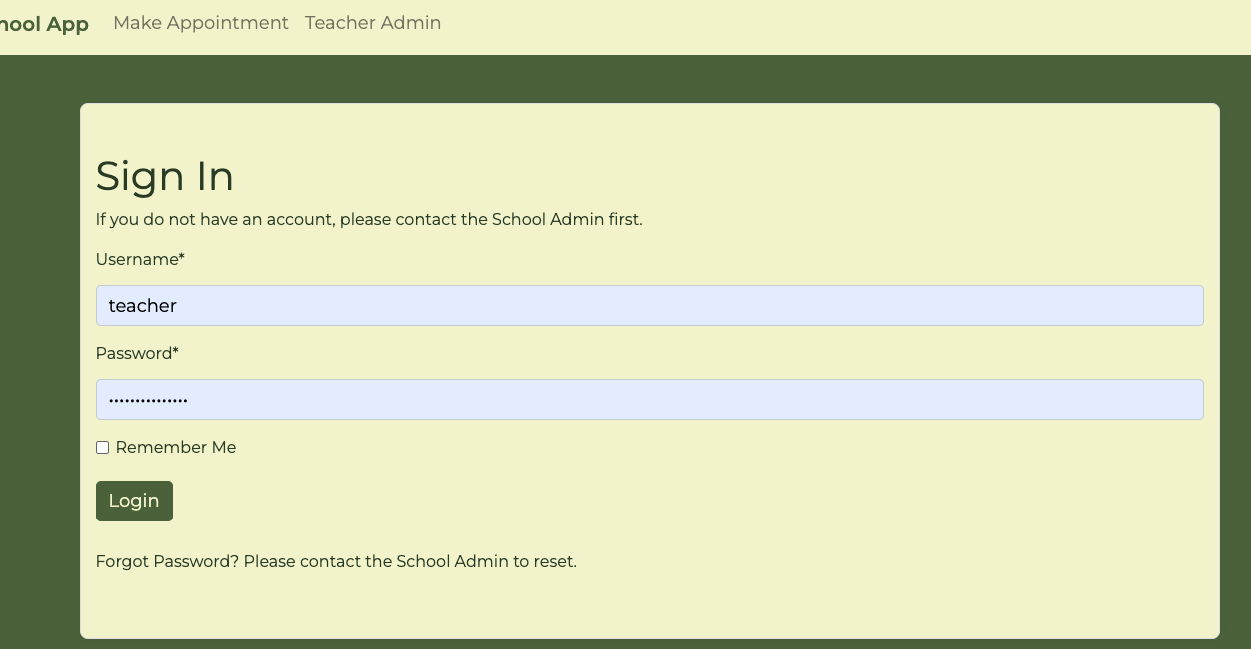 App Make Appointment Teacher Admin
Sign In
If you do not have an account, please contact the School Admin first.
Username*
teacher
Password*
•••••••••••••••
Remember Me
Login
Forgot Password? Please contact the School Admin to reset.